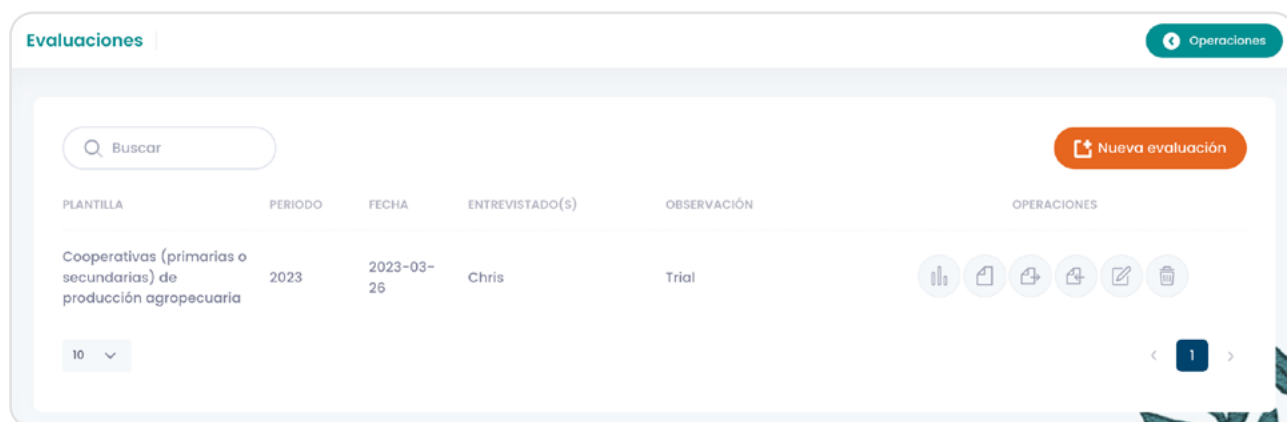 Evaluaciones
Operaciones
Buscar
Nueva evaluación
PLANTILLA PERIODO FECHA ENTREVISTADO(S) OBSERVACIÓN OPERACIONES
Cooperativas (primarias o
secundarias) de
producción agropecuaria
2023
2023-03-
26
Chris
Trial
10
1